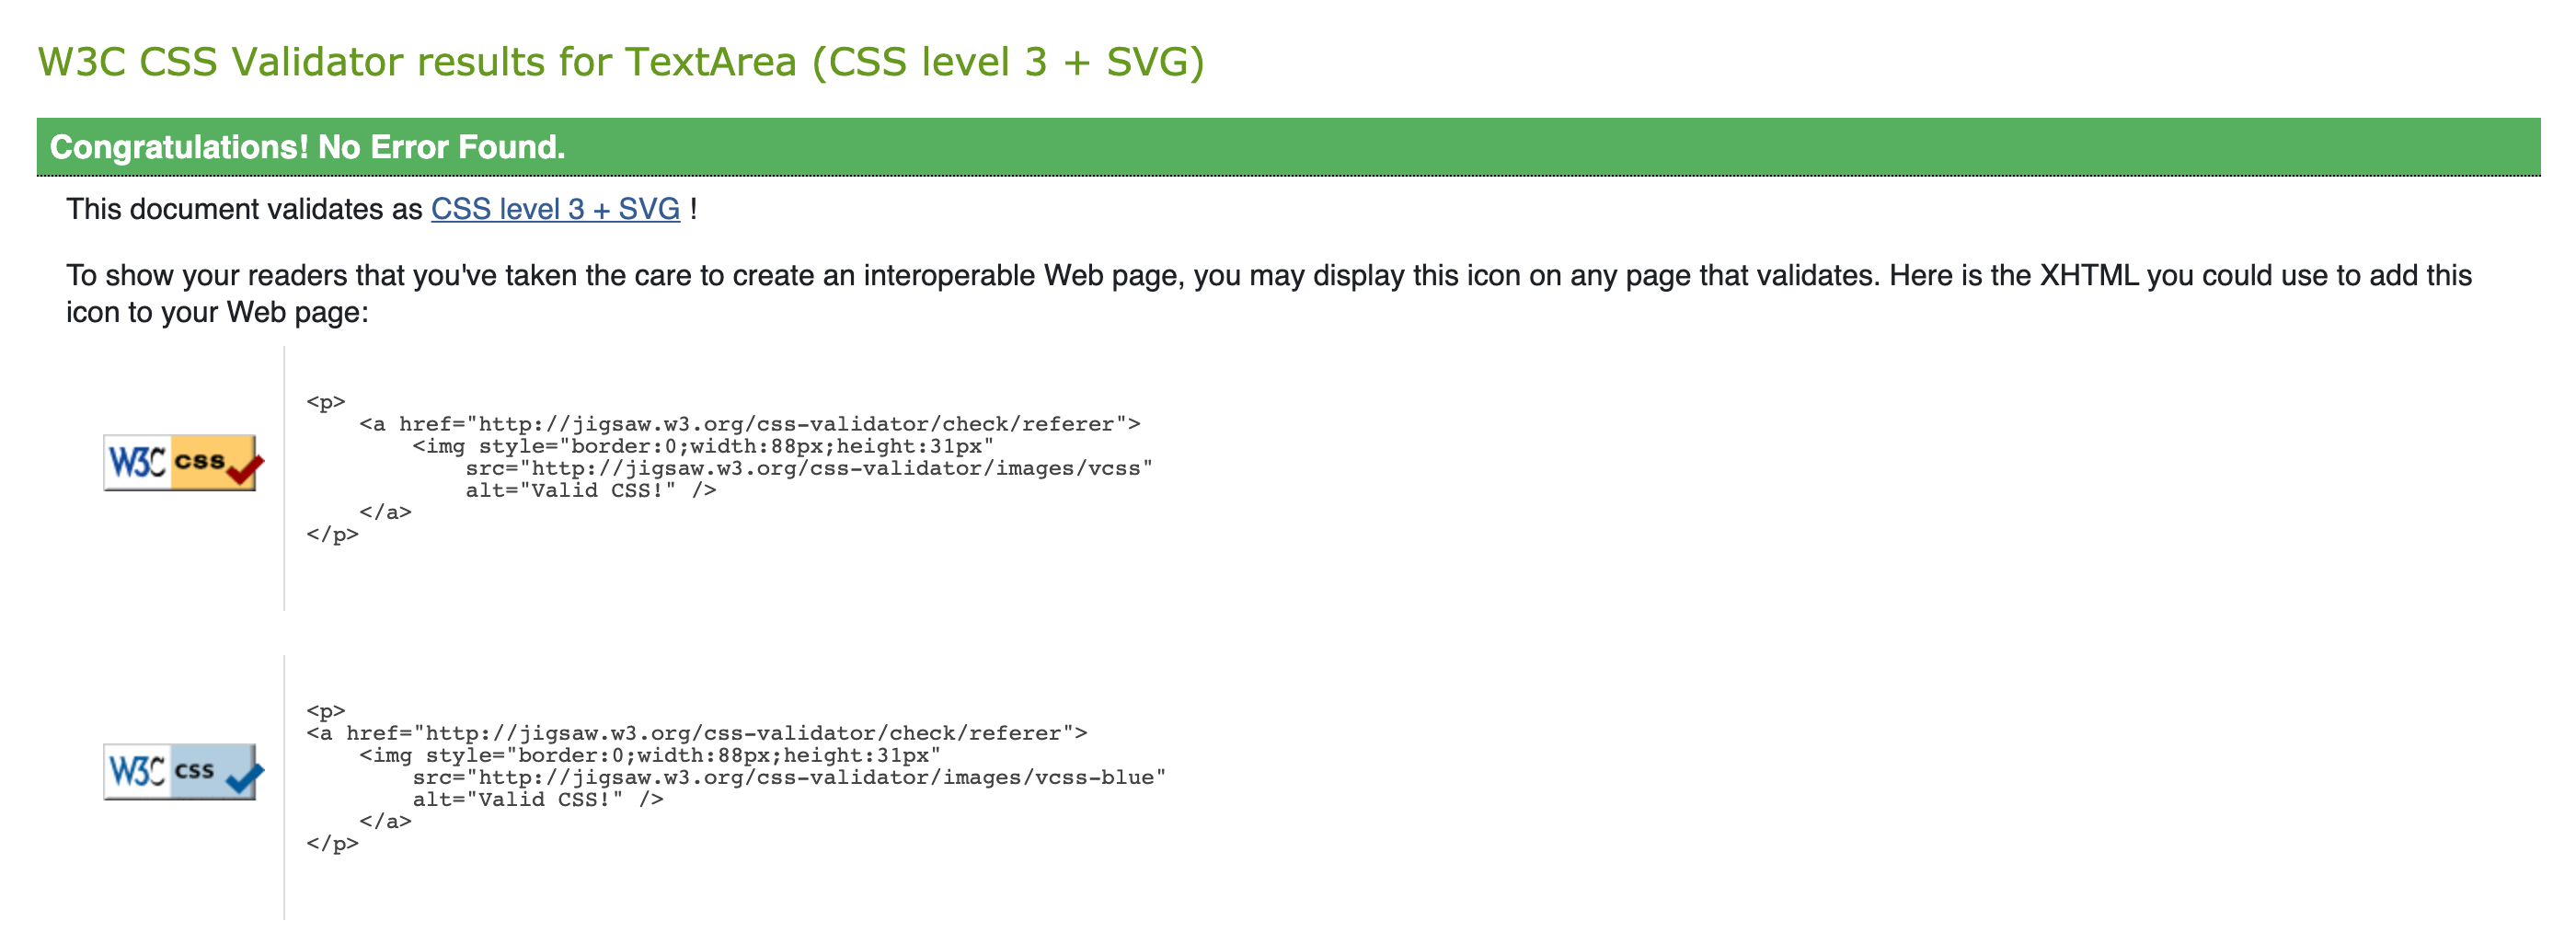 W3C CSS Validator results for TextArea (CSS level 3 + SVG)
Congratulations! No Error Found.
This document validates as CSS level 3 + SVG !
To show your readers that you've taken the care to create an interoperable Web page, you may display this icon on any page that validates. Here is the XHTML you could use to add this
icon to your Web page:
W3C css
<p>
    <a href="http://jigsaw.w3.org/css-validator/check/referer">
        <img style="border:0;width:88px;height:31px"
            src="http://jigsaw.w3.org/css-validator/images/vcss"
            alt="Valid CSS!" />
    </a>
</p>
W3C css
<p>
<a href="http://jigsaw.w3.org/css-validator/check/referer">
    <img style="border:0;width:88px;height:31px"
        src="http://jigsaw.w3.org/css-validator/images/vcss-blue"
        alt="Valid CSS!" />
    </a>
</p>